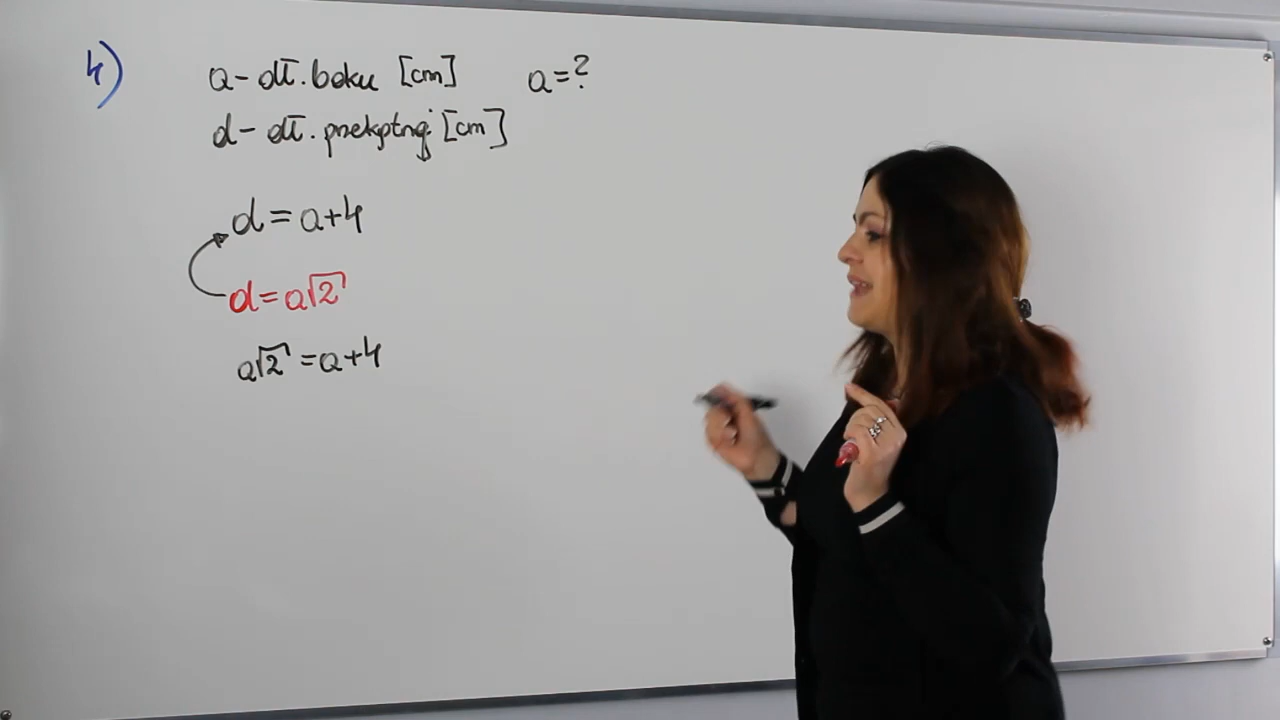 4)
a - dł. boku [cm] a = ?
d - dł. przekątnej [cm]
d = a+4
d = a√2
a√2 = a+4